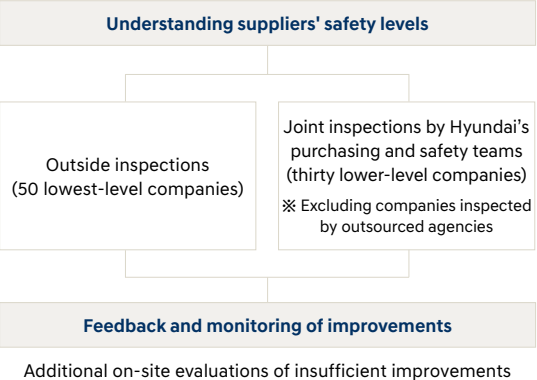 Understanding suppliers' safety levels
Outside inspections
(50 lowest-level companies)
Joint inspections by Hyundai’s
purchasing and safety teams
(thirty lower-level companies)
※ Excluding companies inspected
by outsourced agencies
Feedback and monitoring of improvements
Additional on-site evaluations of insufficient improvements